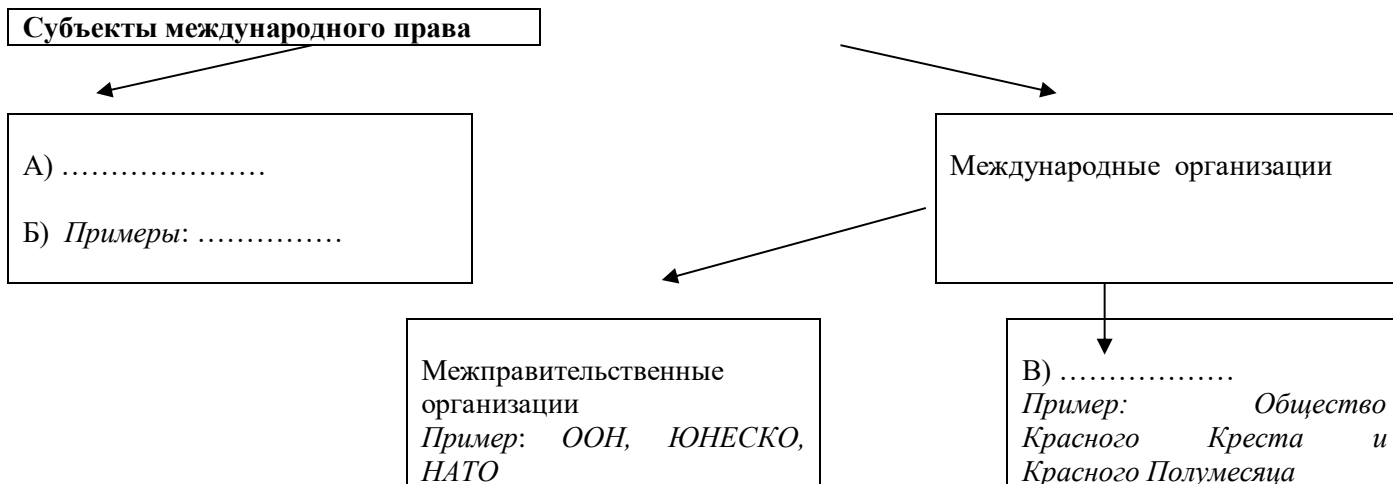 Субъекты международного права
А) …………………
Б) Примеры: ……………
Международные организации
Межправительственные
организации
Пример: ООН, ЮНЕСКО,
НАТО
В) ………………
Пример: Общество
Красного Креста и
Красного Полумесяца